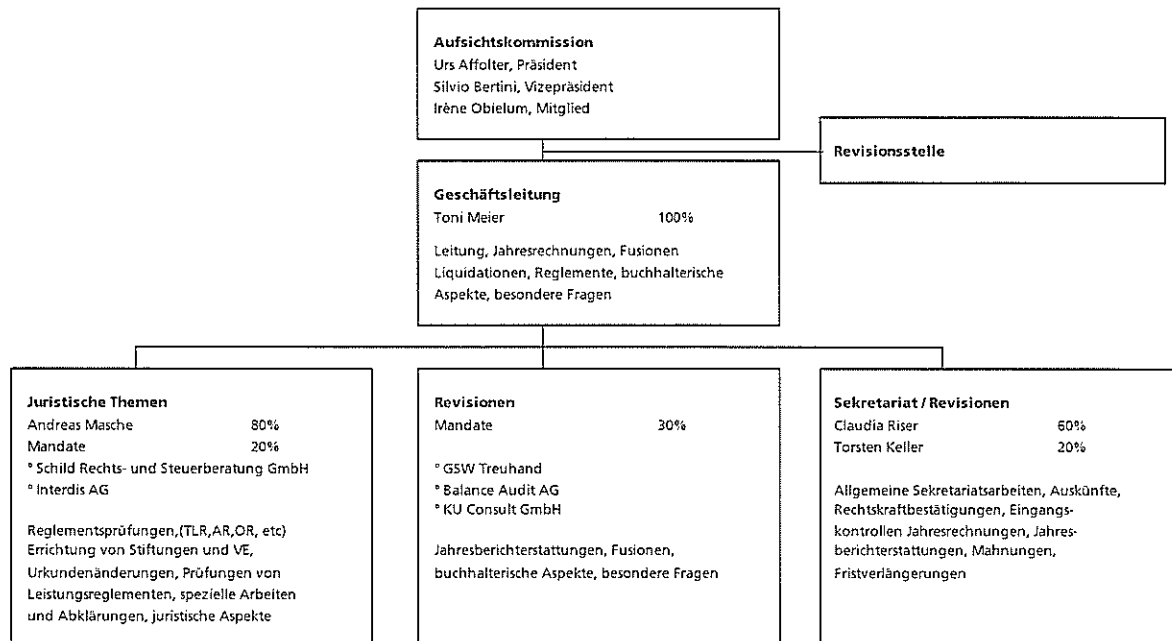 Aufsichtskommission
Urs Affolter, Präsident
Silvio Bertini, Vizepräsident
Irène Obielum, Mitglied
Revisionsstelle
Geschäftsleitung
Toni Meier 100%
Leitung, Jahresrechnungen, Fusionen
Liquidationen, Reglemente, buchhalterische
Aspekte, besondere Fragen
Juristische Themen
Andreas Masche 80%
Mandate 20%
° Schild Rechts- und Steuerberatung GmbH
° Interdis AG
Reglementsprüfungen,(TLR,AR,OR, etc)
Errichtung von Stiftungen und VE,
Urkundenänderungen, Prüfungen von
Leistungsreglementen, spezielle Arbeiten
und Abklärungen, juristische Aspekte
Revisionen
Mandate 30%
° GSW Treuhand
° Balance Audit AG
° KU Consult GmbH
Jahresberichterstattungen, Fusionen,
buchhalterische Aspekte, besondere Fragen
Sekretariat / Revisionen
Claudia Riser 60%
Torsten Keller 20%
Allgemeine Sekretariatsarbeiten, Auskünfte,
Rechtskraftbestätigungen, Eingangs-
kontrollen Jahresrechnungen, Jahres-
berichterstattungen, Mahnungen,
Fristverlängerungen